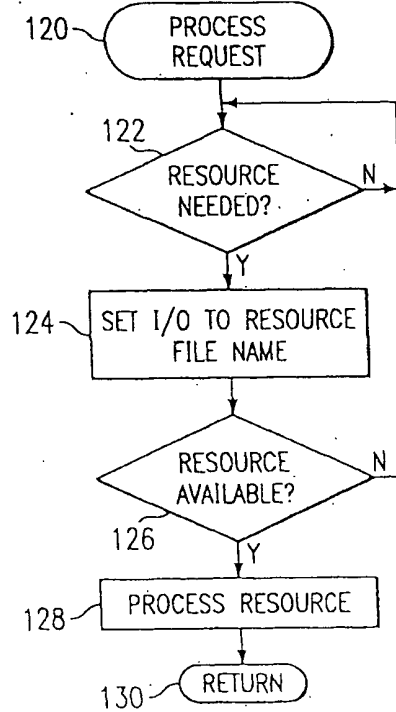 120
PROCESS
REQUEST
122
RESOURCE
NEEDED?
N
Y
124
SET I/O TO RESOURCE
FILE NAME
RESOURCE
AVAILABLE?
N
126
Y
128
PROCESS RESOURCE
130
RETURN